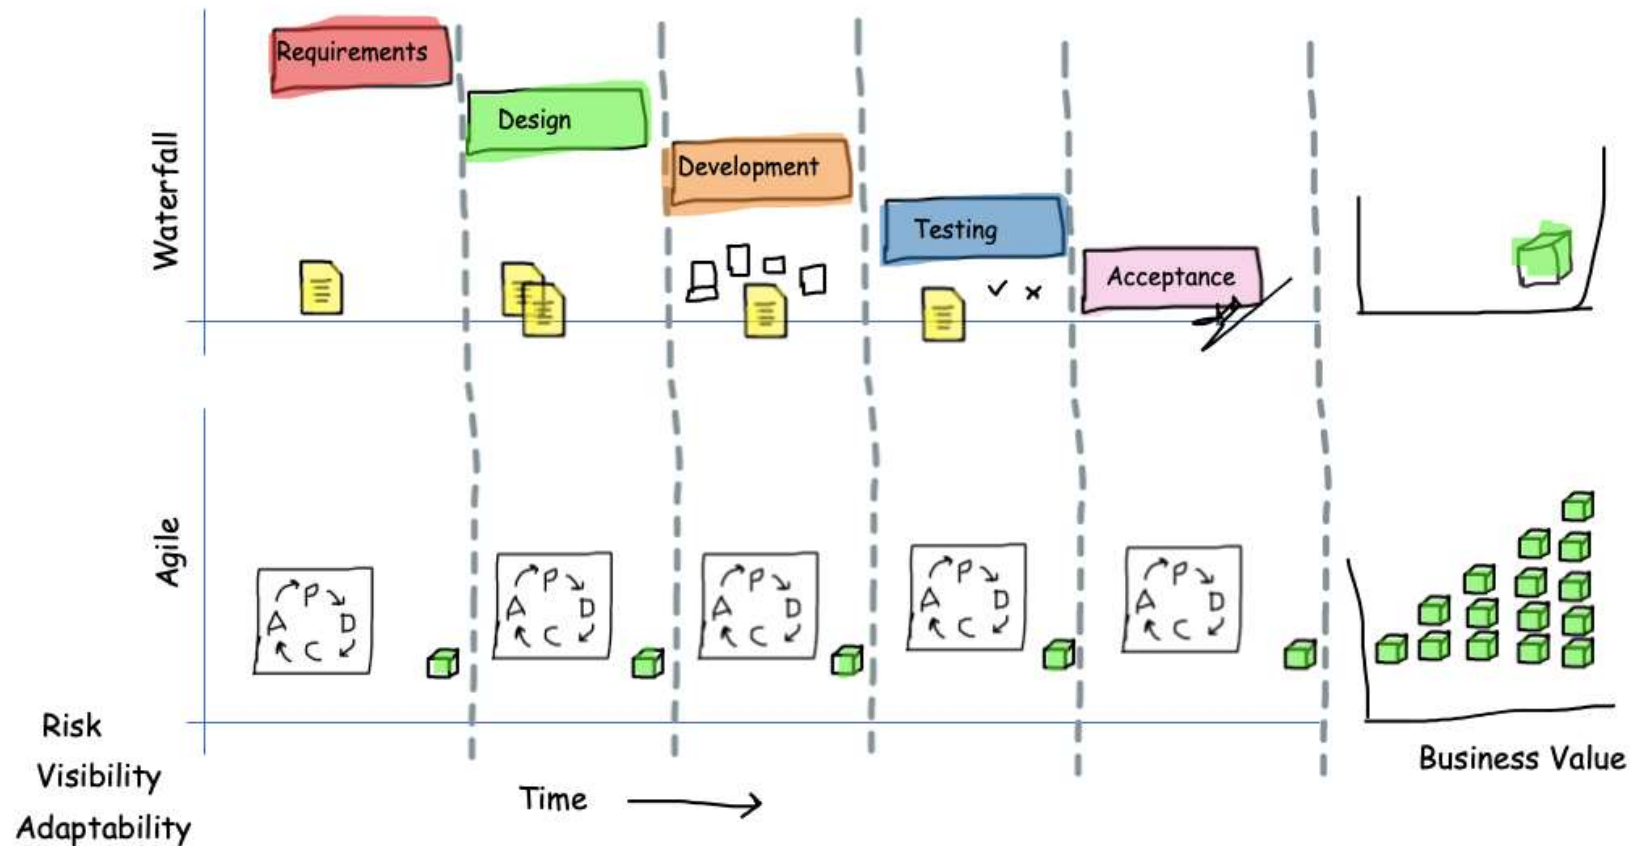 Requirements
Design
Development
Testing
Acceptance
Waterfall
Agile
P
A D
C
P
A D
C
P
A D
C
P
A D
C
P
A D
C
Risk
Visibility
Adaptability
Time
Business Value